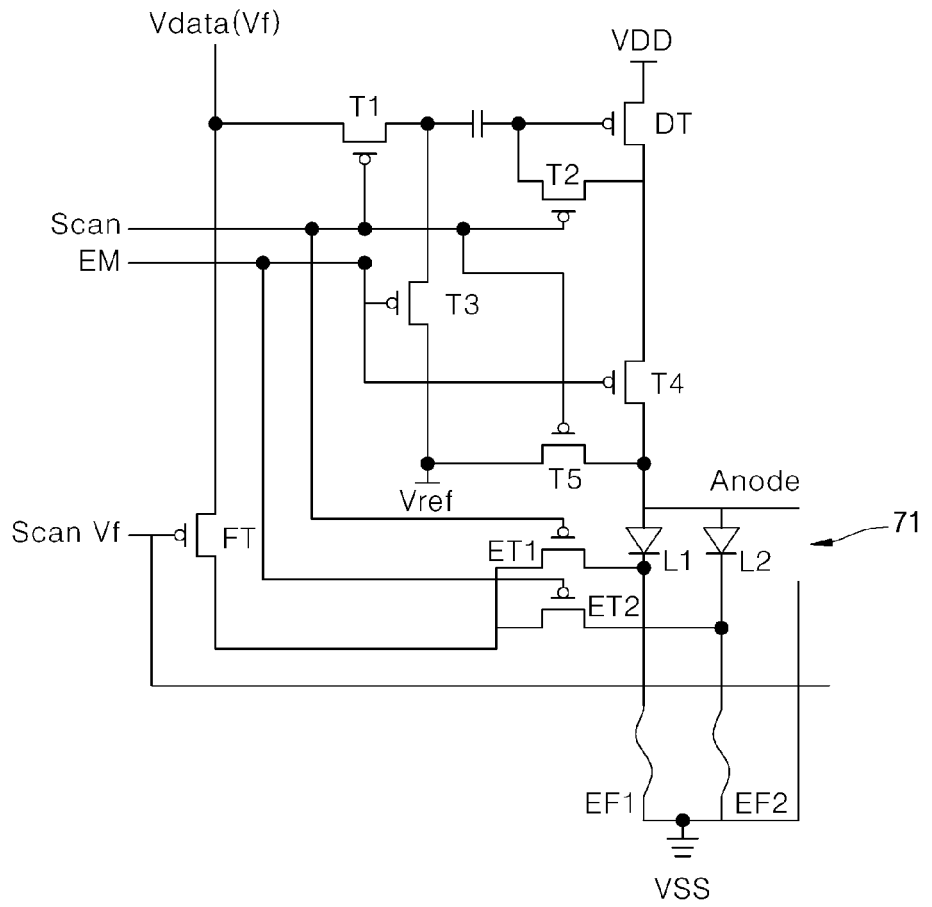 Vdata(Vf)
VDD
T1
DT
T2
Scan
EM
T3
T4
T5
Vref
Anode
71
Scan Vf
FT
ET1
L1
L2
ET2
EF1
EF2
VSS